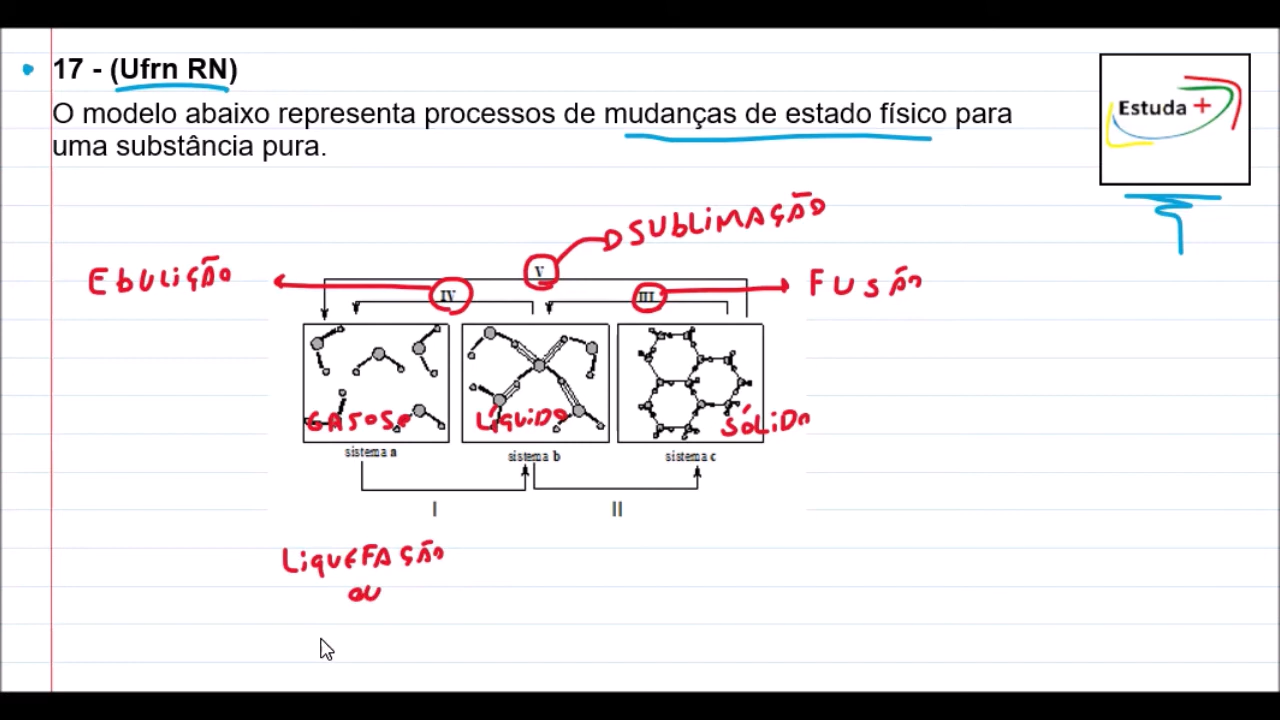 17 - (Ufrn RN)
O modelo abaixo representa processos de mudanças de estado físico para
uma substância pura.
Estuda +
SUbLiMAÇÃO
V
EbULiÇÃO
IV
III
FUSÃO
GASOSO
LÍQUIDO
SÓLIDO
sistema a
sistema b
sistema c
I
II
LiQUEFAÇÃO
OU